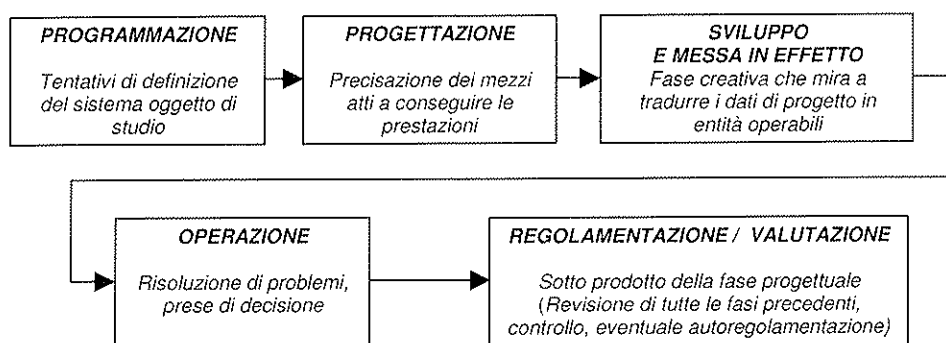 PROGRAMMAZIONE
Tentativi di definizione
del sistema oggetto di
studio
PROGETTAZIONE
Precisazione dei mezzi
atti a conseguire le
prestazioni
SVILUPPO
E MESSA IN EFFETTO
Fase creativa che mira a
tradurre i dati di progetto in
entità operabili
OPERAZIONE
Risoluzione di problemi,
prese di decisione
REGOLAMENTAZIONE / VALUTAZIONE
Sotto prodotto della fase progettuale
(Revisione di tutte le fasi precedenti,
controllo, eventuale autoregolamentazione)